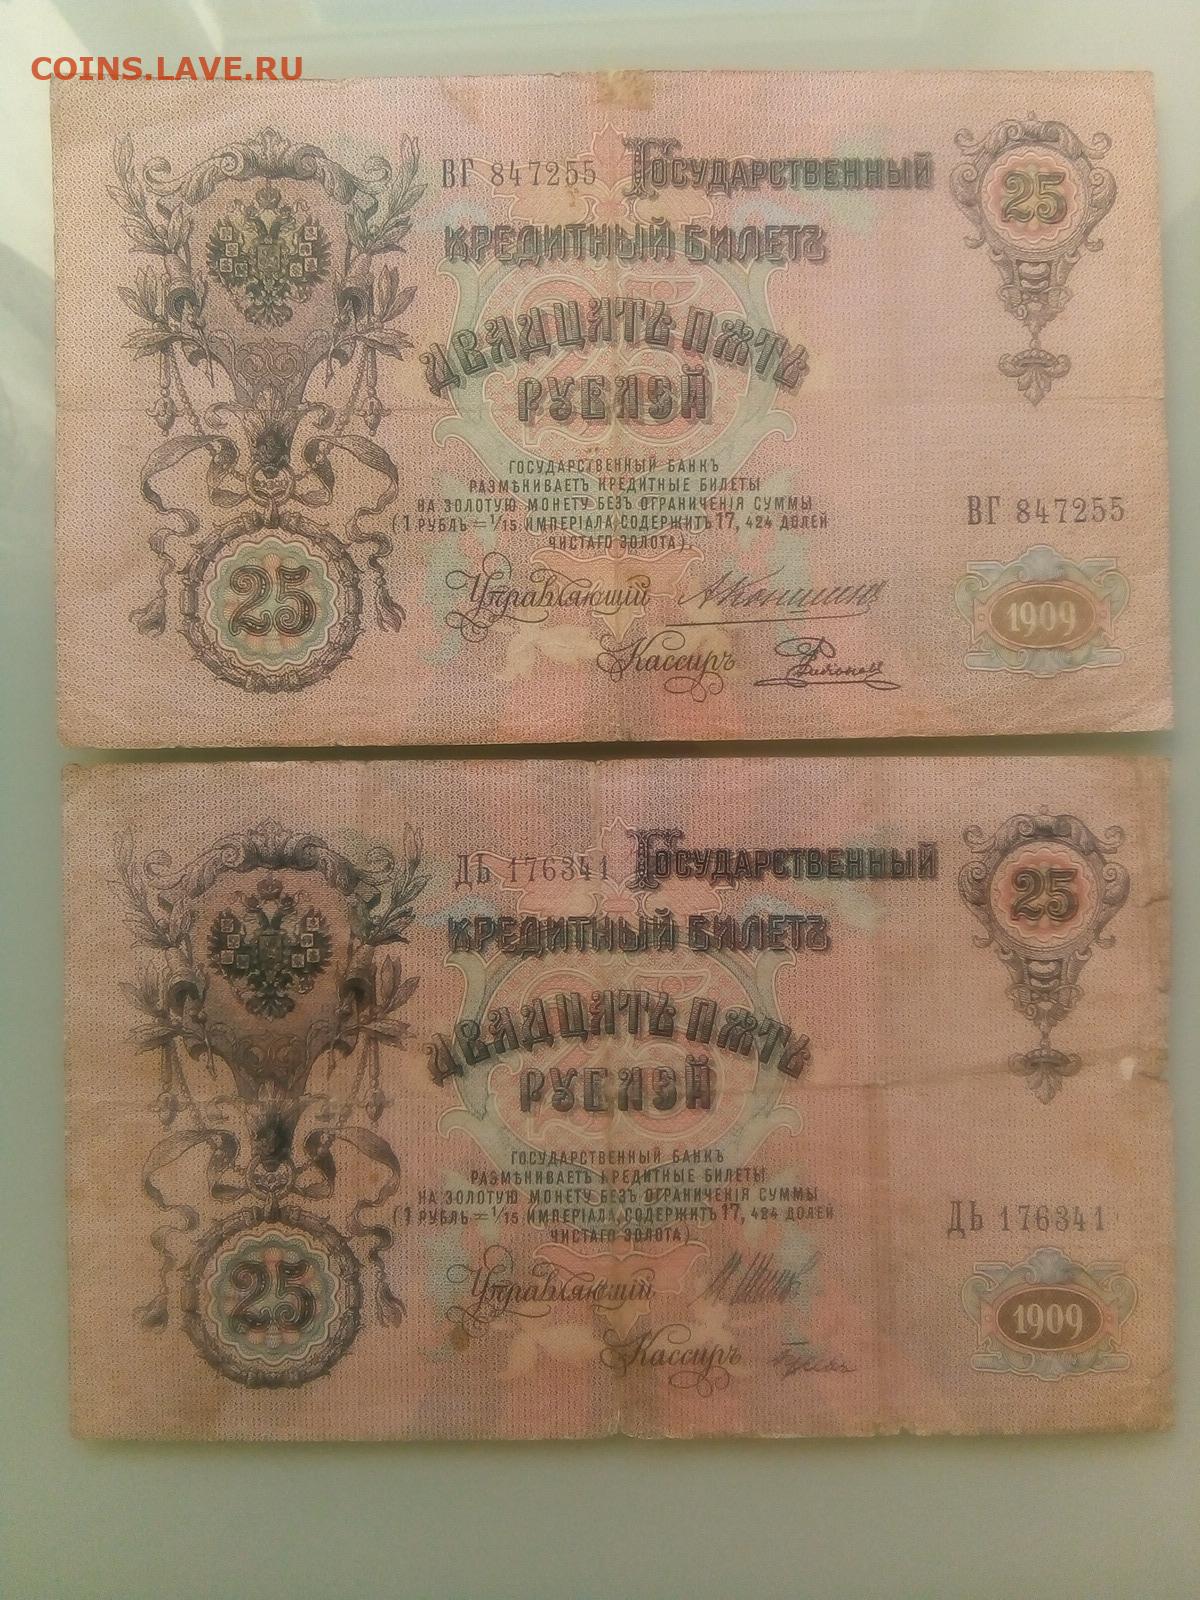 COINS.LAVE.RU
ВГ 847255 Государственный
25
кредитный билетъ
двадцать пять
рублей
ГОСУДАРСТВЕННЫЙ БАНКЪ
РАЗМѢНИВАЕТЪ КРЕДИТНЫЕ БИЛЕТЫ
НА ЗОЛОТУЮ МОНЕТУ БЕЗЪ ОГРАНИЧЕНІЯ СУММЫ
(1 РУБЛЬ = 1/15 ИМПЕРІАЛА, СОДЕРЖИТЪ 17, 424 ДОЛЕЙ
ЧИСТАГО ЗОЛОТА).
ВГ 847255
25
Управляющій АКоншинъ
1909
Кассиръ Родіоновъ
ДЬ 176341 Государственный
25
кредитный билетъ
двадцать пять
рублей
ГОСУДАРСТВЕННЫЙ БАНКЪ
РАЗМѢНИВАЕТЪ КРЕДИТНЫЕ БИЛЕТЫ
НА ЗОЛОТУЮ МОНЕТУ БЕЗЪ ОГРАНИЧЕНІЯ СУММЫ
(1 РУБЛЬ = 1/15 ИМПЕРІАЛА, СОДЕРЖИТЪ 17, 424 ДОЛЕЙ
ЧИСТАГО ЗОЛОТА).
ДЬ 176341
25
Управляющій ИШиповъ
1909
Кассиръ